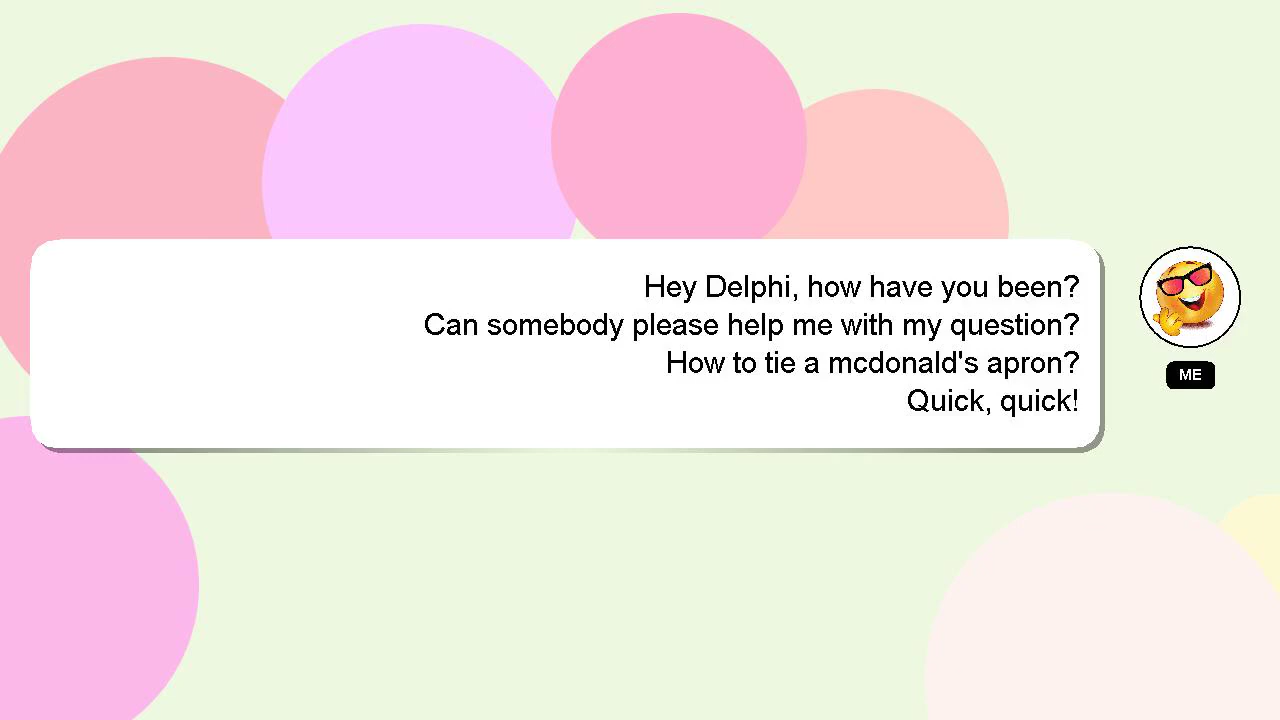 Hey Delphi, how have you been?
Can somebody please help me with my question?
How to tie a mcdonald's apron?
Quick, quick!
ME